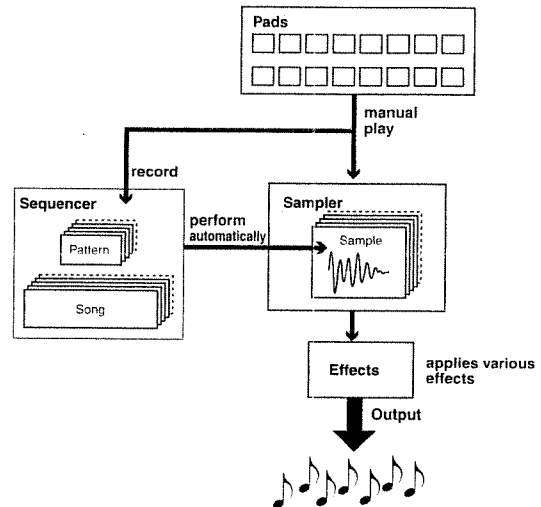 Pads
manual
play
record
Sequencer
Pattern
Song
perform
automatically
Sampler
Sample
Effects
applies various
effects
Output